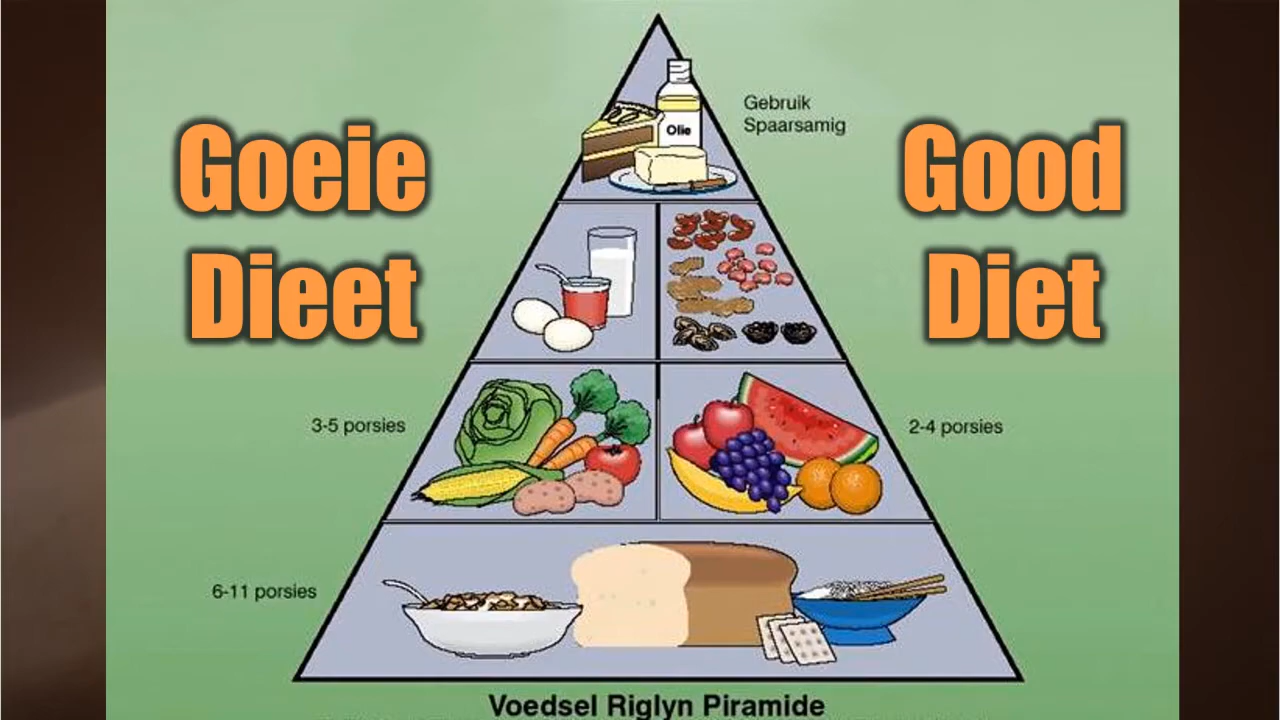 Goeie
Dieet
Good
Diet
Gebruik
Spaarsamig
Olie
3-5 porsies
2-4 porsies
6-11 porsies
Voedsel Riglyn Piramide